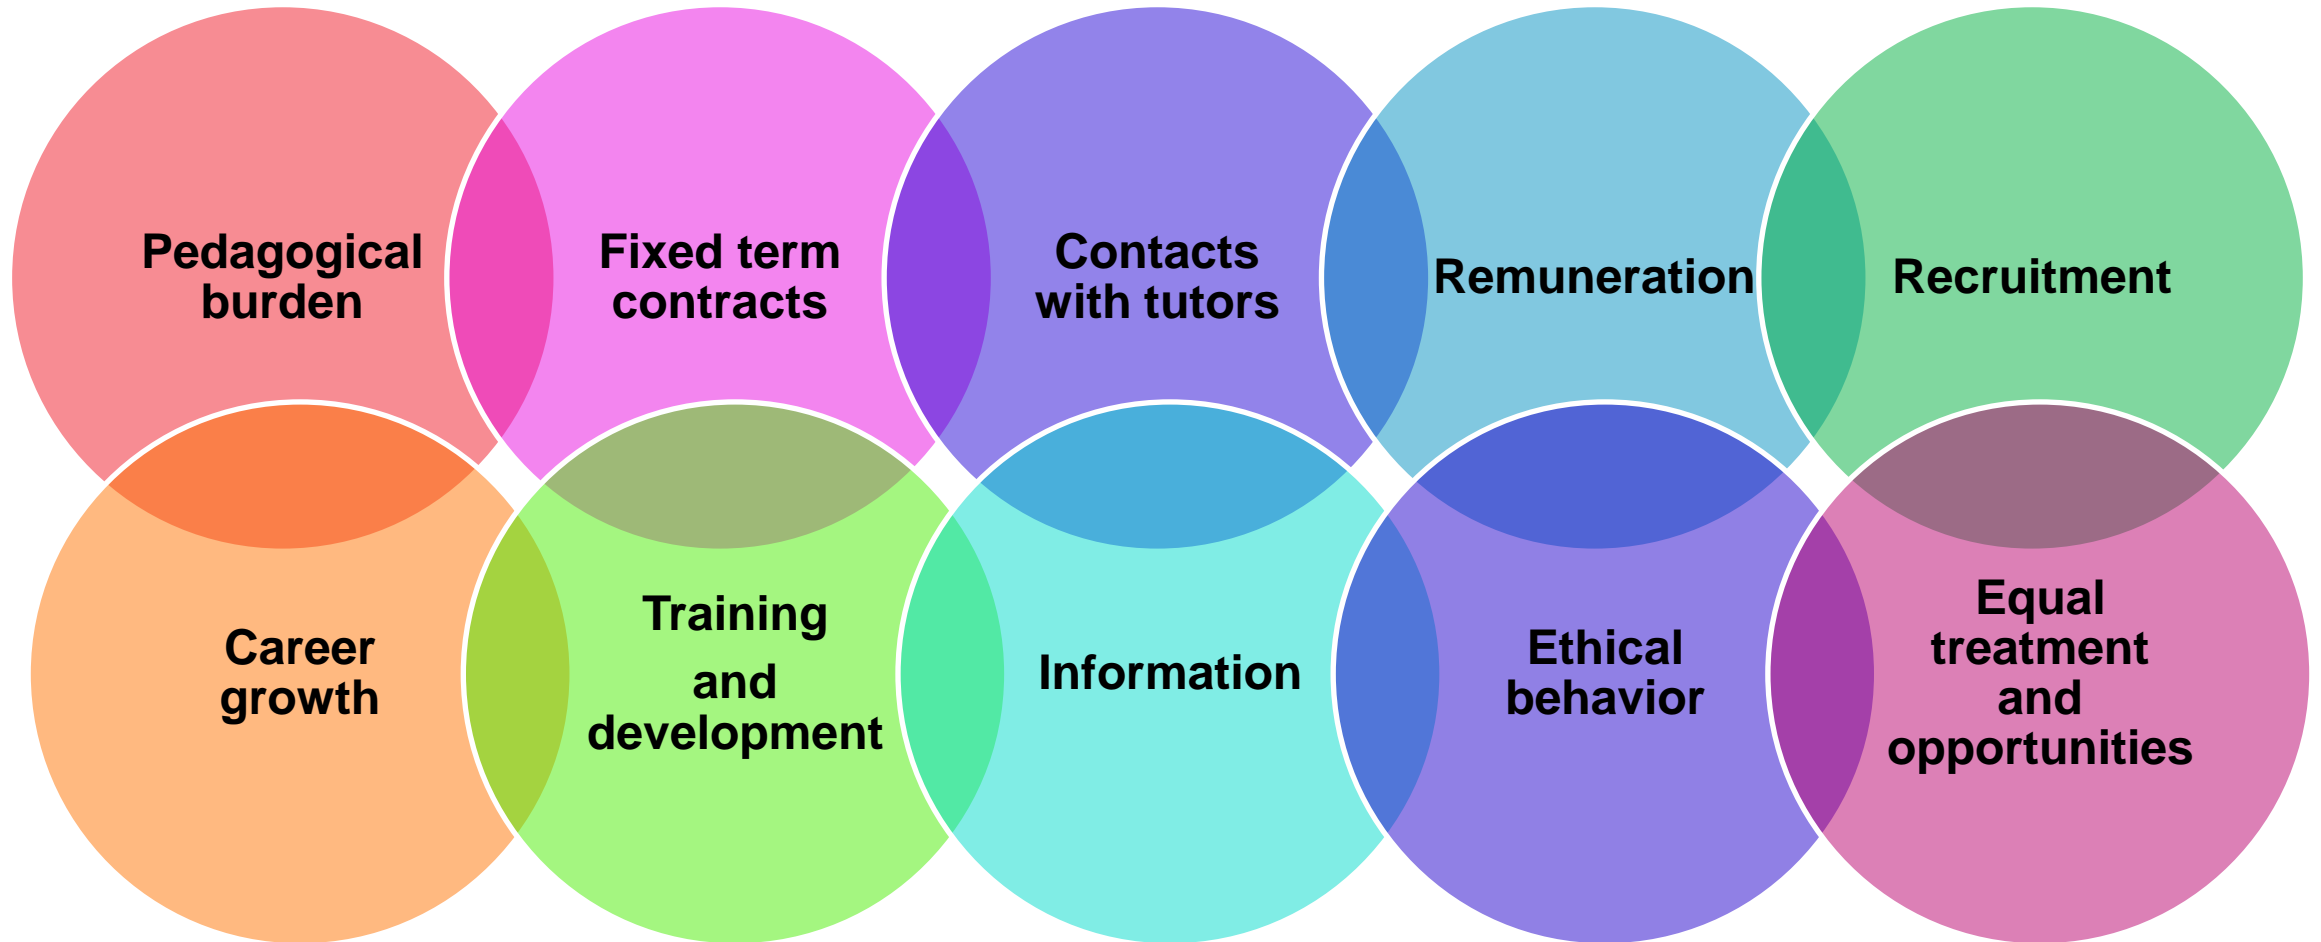 Pedagogical
burden
Fixed term
contracts
Contacts
with tutors
Remuneration
Recruitment
Career
growth
Training
and
development
Information
Ethical
behavior
Equal
treatment
and
opportunities